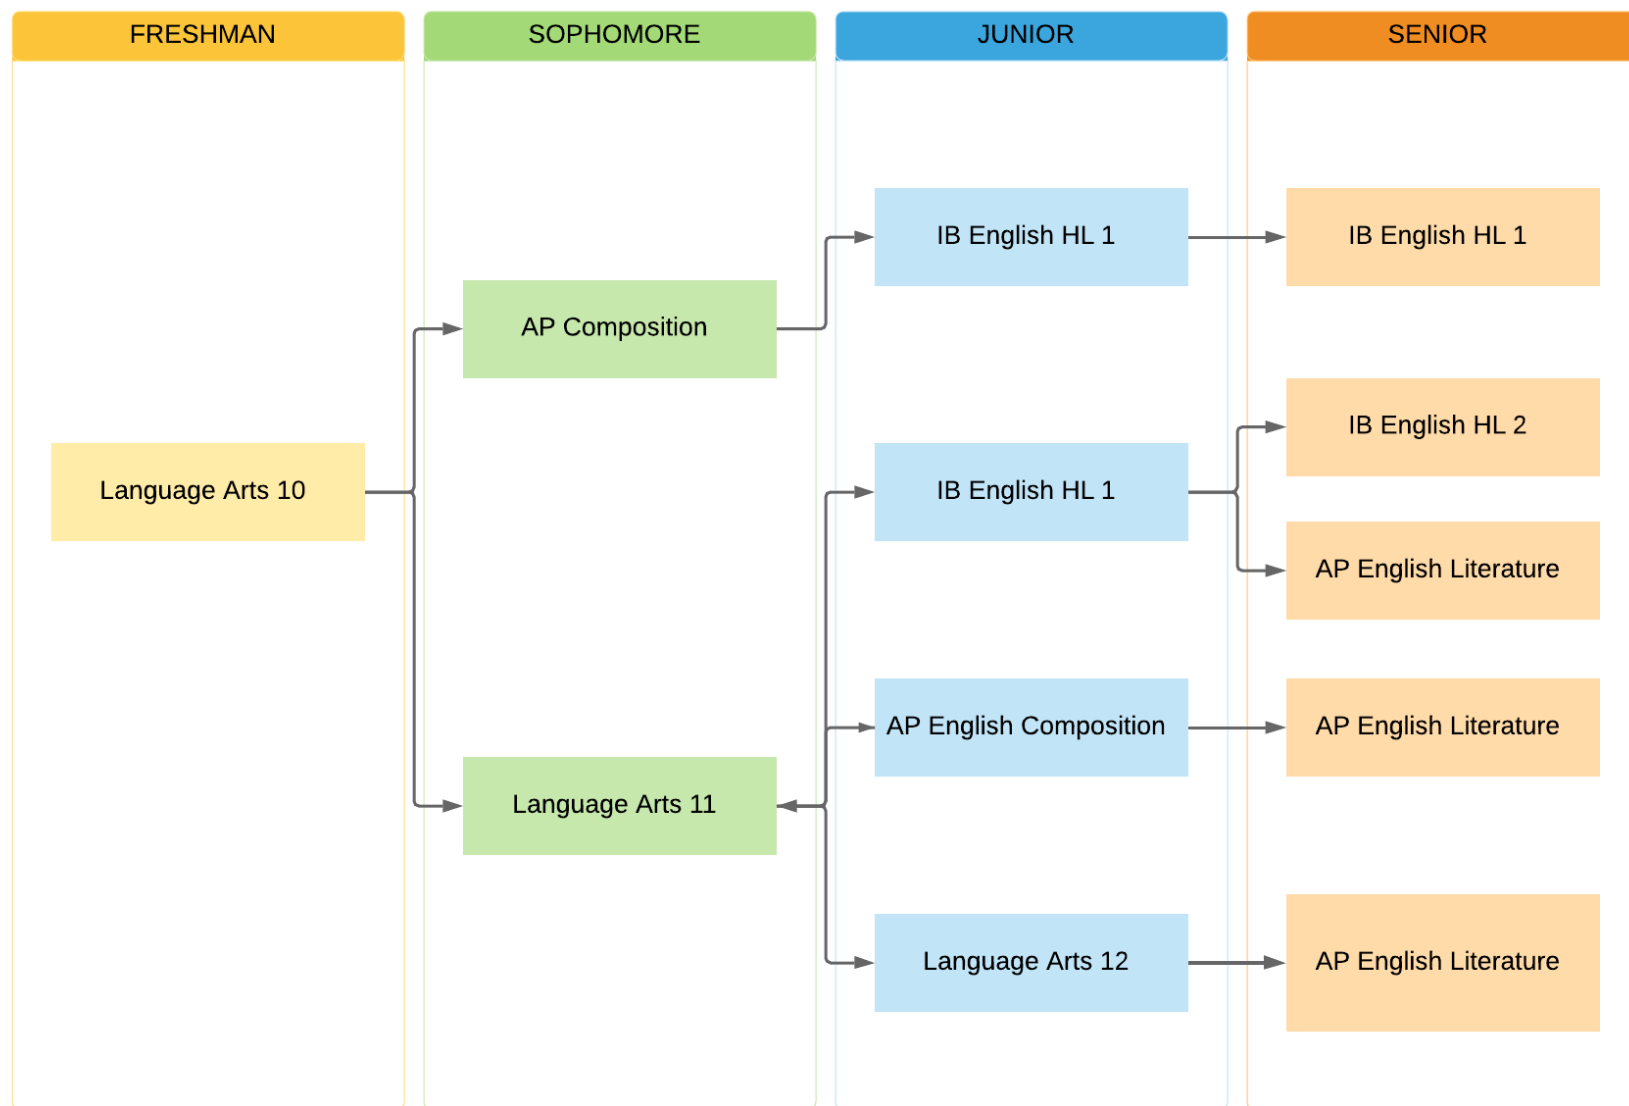 FRESHMAN
SOPHOMORE
JUNIOR
SENIOR
Language Arts 10
AP Composition
Language Arts 11
IB English HL 1
IB English HL 1
AP English Composition
Language Arts 12
IB English HL 1
IB English HL 2
AP English Literature
AP English Literature
AP English Literature